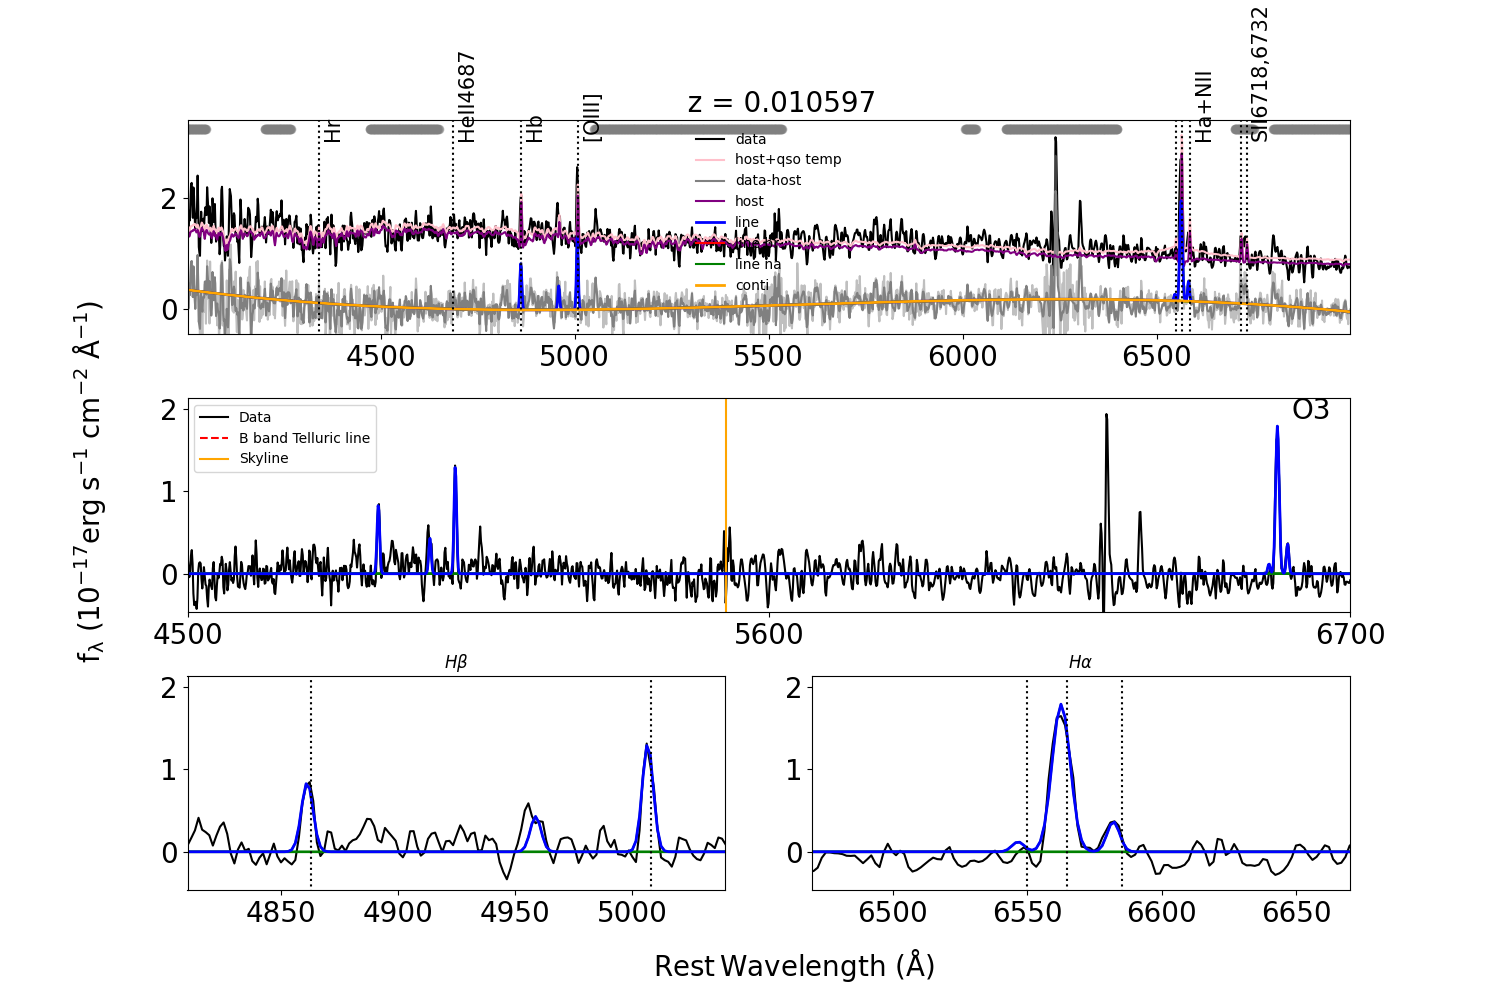 z = 0.010597
Hr
HeII4687
Hb
[OIII]
Ha+NII
SII6718,6732
data
host+qso temp
data-host
host
line
line na
conti
2
0
4500 5000 5500 6000 6500
fλ (10⁻¹⁷erg s⁻¹ cm⁻² Å⁻¹)
O3
Data
B band Telluric line
Skyline
2
1
0
4500 5600 6700
Hβ
2
1
0
4850 4900 4950 5000
Hα
2
1
0
6500 6550 6600 6650
Rest Wavelength (Å)